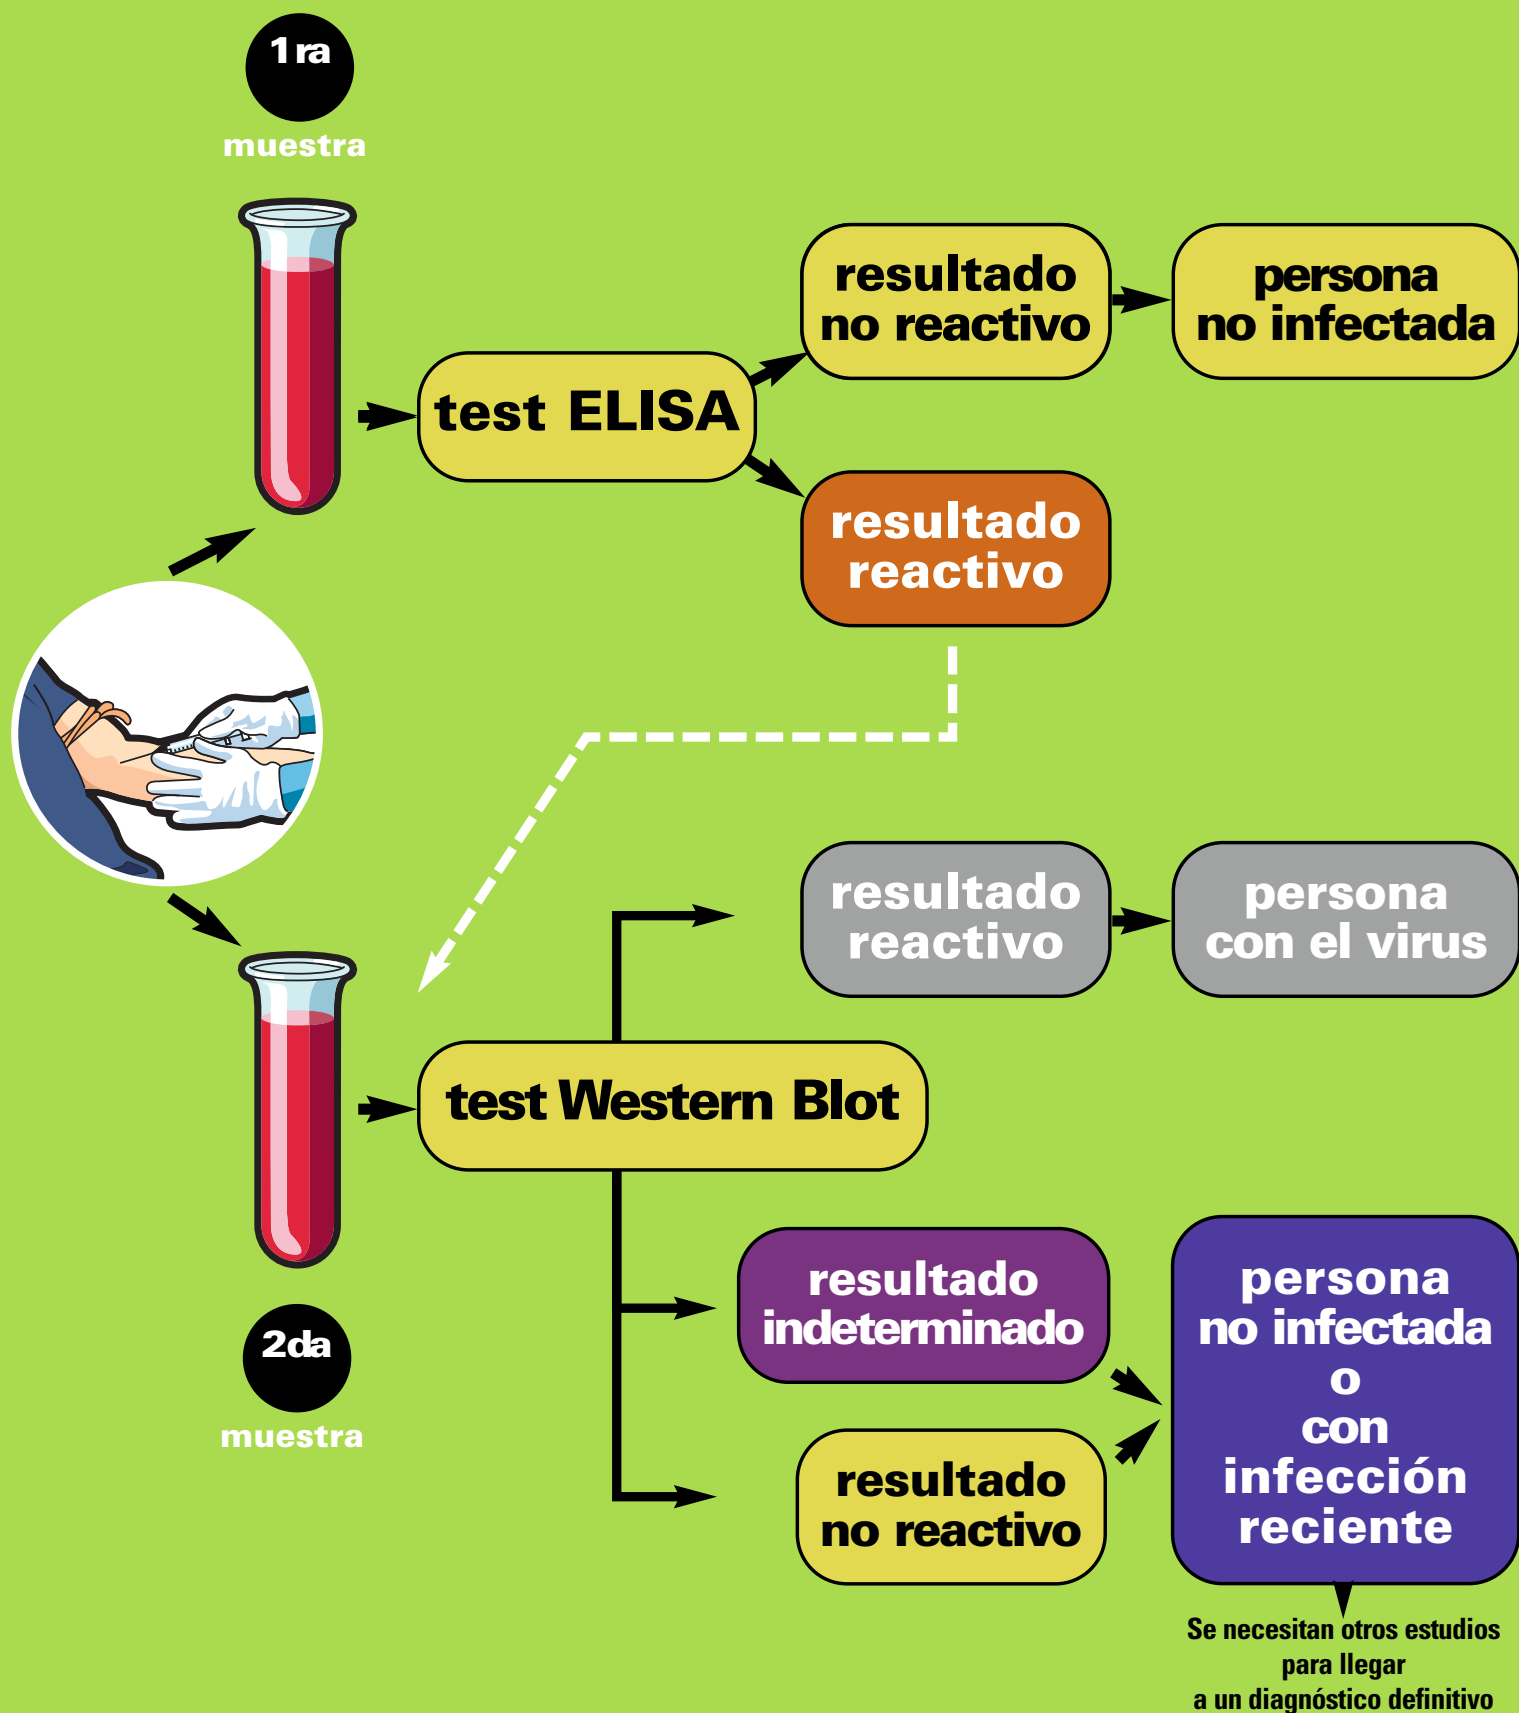 1ra
muestra
resultado
no reactivo
persona
no infectada
test ELISA
resultado
reactivo
resultado
reactivo
persona
con el virus
test Western Blot
resultado
indeterminado
persona
no infectada
o
con
infección
reciente
2da
muestra
resultado
no reactivo
Se necesitan otros estudios
para llegar
a un diagnóstico definitivo